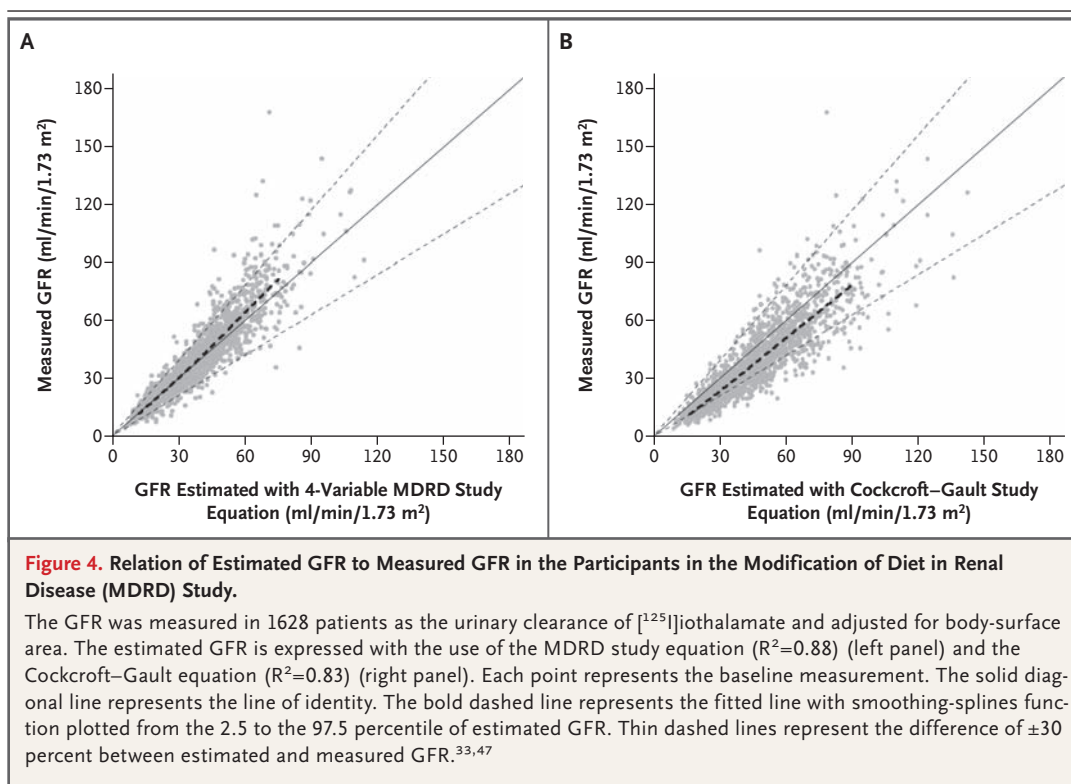 A
180
150
120
90
60
30
0
Measured GFR (ml/min/1.73 m²)
0 30 60 90 120 150 180
GFR Estimated with 4-Variable MDRD Study
Equation (ml/min/1.73 m²)
B
180
150
120
90
60
30
0
Measured GFR (ml/min/1.73 m²)
0 30 60 90 120 150 180
GFR Estimated with Cockcroft–Gault Study
Equation (ml/min/1.73 m²)
Figure 4. Relation of Estimated GFR to Measured GFR in the Participants in the Modification of Diet in Renal
Disease (MDRD) Study.
The GFR was measured in 1628 patients as the urinary clearance of [¹²⁵I]iothalamate and adjusted for body-surface
area. The estimated GFR is expressed with the use of the MDRD study equation (R²=0.88) (left panel) and the
Cockcroft–Gault equation (R²=0.83) (right panel). Each point represents the baseline measurement. The solid diag-
onal line represents the line of identity. The bold dashed line represents the fitted line with smoothing-splines func-
tion plotted from the 2.5 to the 97.5 percentile of estimated GFR. Thin dashed lines represent the difference of ±30
percent between estimated and measured GFR.³³,⁴⁷